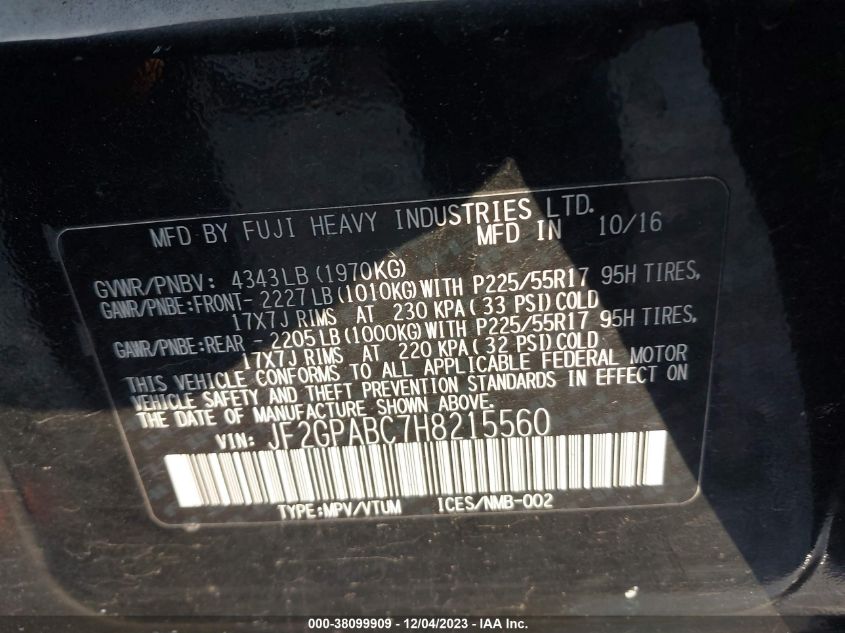 MFD BY FUJI HEAVY INDUSTRIES LTD.
MFD IN 10/16
GVWR/PNBV: 4343LB (1970KG)
GAWR/PNBE:FRONT- 2227 LB (1010KG) WITH P225/55R17 95H TIRES,
17X7J RIMS AT 230 KPA ( 33 PSI) COLD
GAWR/PNBE:REAR - 2205 LB (1000KG) WITH P225/55R17 95H TIRES,
17X7J RIMS AT 220 KPA ( 32 PSI) COLD
THIS VEHICLE CONFORMS TO ALL APPLICABLE FEDERAL MOTOR
VEHICLE SAFETY AND THEFT PREVENTION STANDARDS IN EFFECT ON
THE DATE OF MANUFACTURE SHOWN ABOVE.
VIN: JF2GPABC7H8215560
TYPE:MPV/VTUM ICES/NMB-002
000-38099909 - 12/04/2023 - IAA Inc.